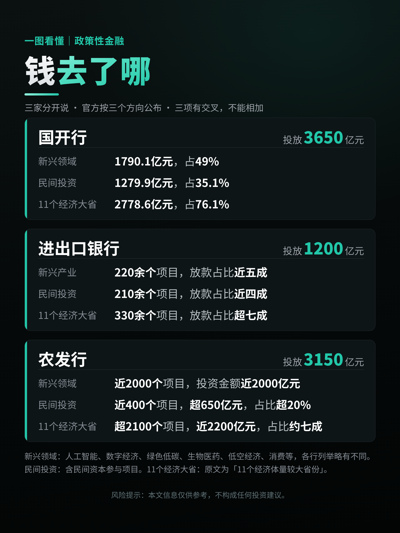 一图看懂｜政策性金融
钱去了哪
三家分开说 • 官方按三个方向公布 • 三项有交叉，不能相加
国开行 投放3650亿元
新兴领域 1790.1亿元，占49%
民间投资 1279.9亿元，占35.1%
11个经济大省 2778.6亿元，占76.1%
进出口银行 投放1200亿元
新兴产业 220余个项目，放款占比近五成
民间投资 210余个项目，放款占比近四成
11个经济大省 330余个项目，放款占比超七成
农发行 投放3150亿元
新兴领域 近2000个项目，投资金额近2000亿元
民间投资 近400个项目，超650亿元，占比超20%
11个经济大省 超2100个项目，近2200亿元，占比约七成
新兴领域：人工智能、数字经济、绿色低碳、生物医药、低空经济、消费等，各行列举略有不同。
民间投资：含民间资本参与项目。11个经济大省：原文为「11个经济体量较大省份」。
风险提示：本文信息仅供参考，不构成任何投资建议。